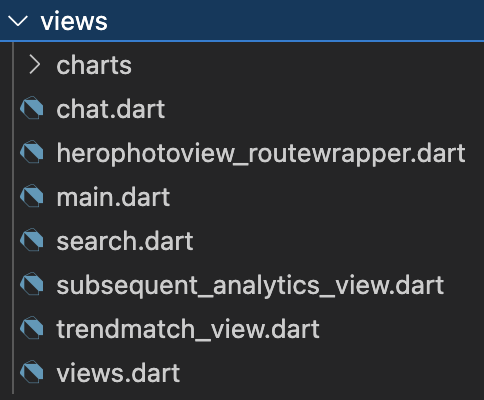 views
charts
chat.dart
herophotoview_routewrapper.dart
main.dart
search.dart
subsequent_analytics_view.dart
trendmatch_view.dart
views.dart